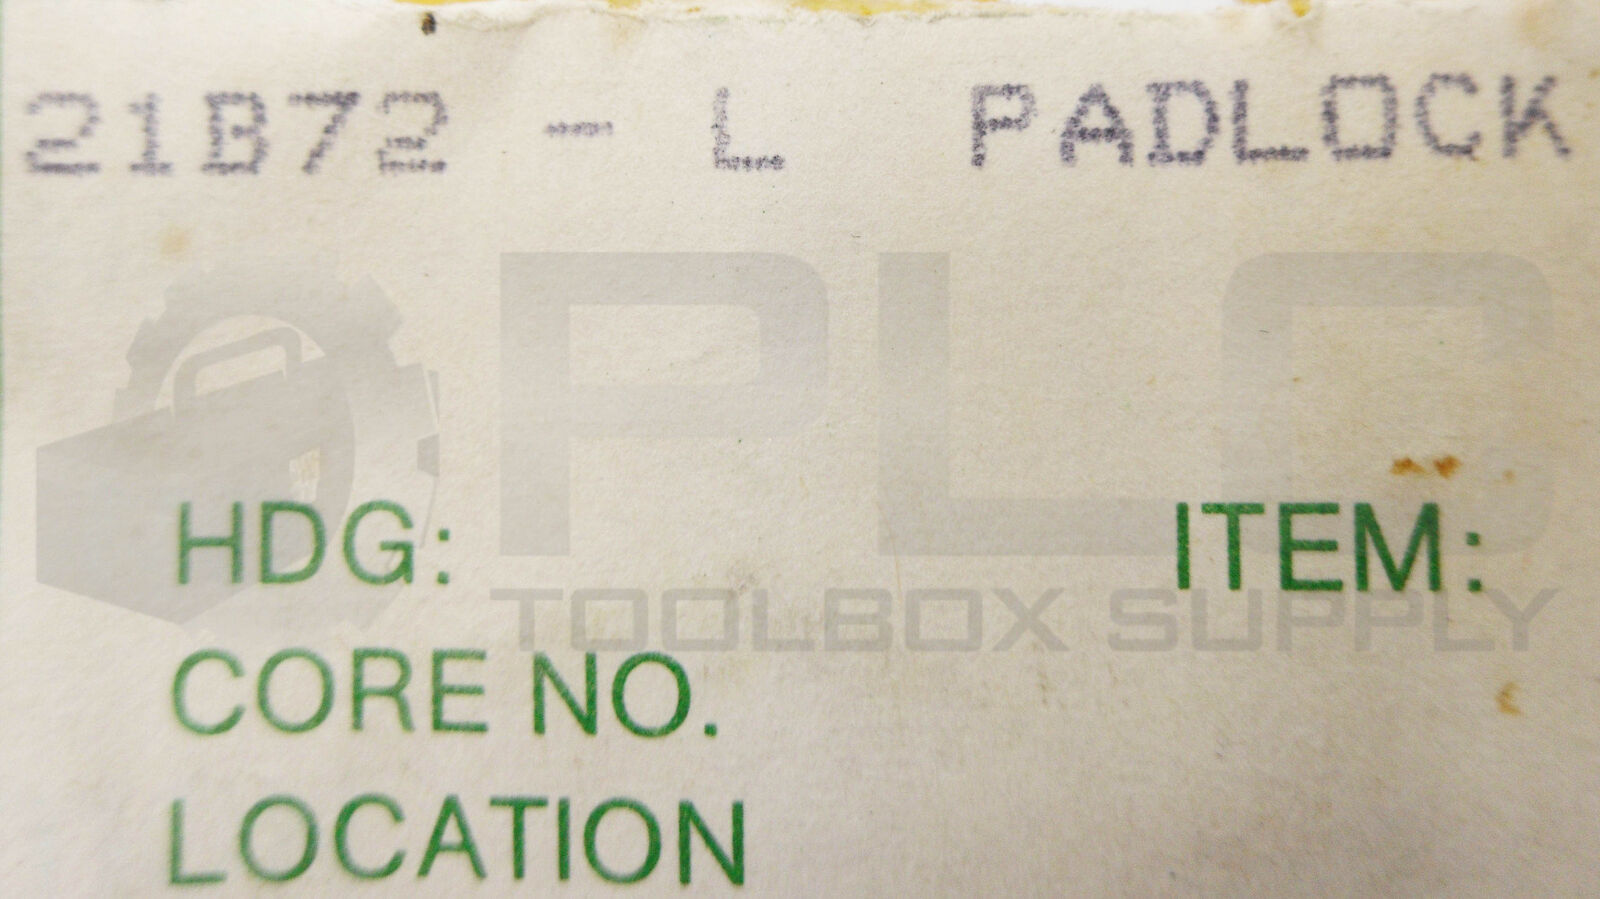 21B72 - L PADLOCK
PLC
TOOLBOX SUPPLY
HDG: ITEM:
CORE NO.
LOCATION